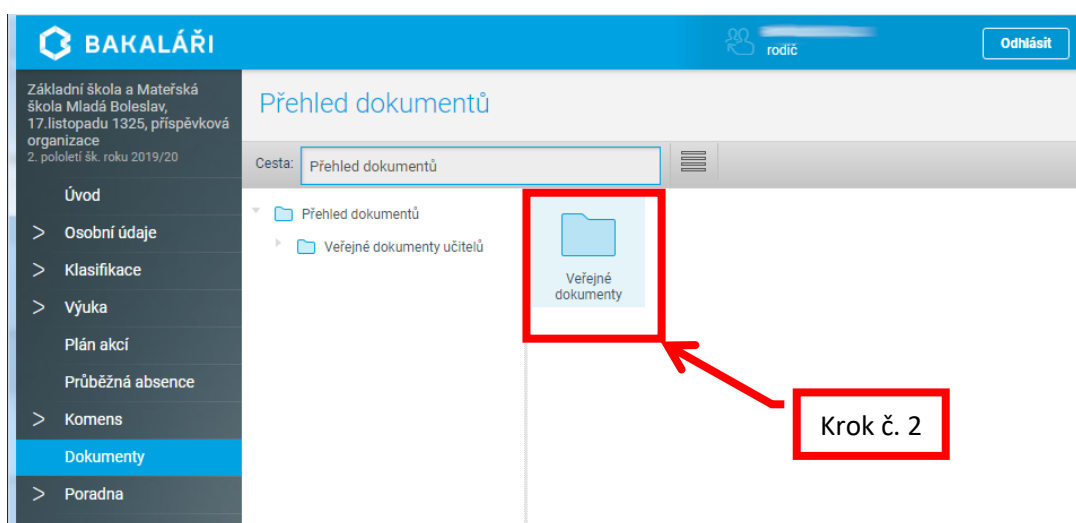 BAKALÁŘI
rodič
Odhlásit
Základní škola a Mateřská
škola Mladá Boleslav,
17.listopadu 1325, příspěvková
organizace
2. pololetí šk. roku 2019/20
Úvod
> Osobní údaje
> Klasifikace
> Výuka
Plán akcí
Průběžná absence
> Komens
Dokumenty
> Poradna
Přehled dokumentů
Cesta: Přehled dokumentů
Přehled dokumentů
Veřejné dokumenty učitelů
Veřejné
dokumenty
Krok č. 2